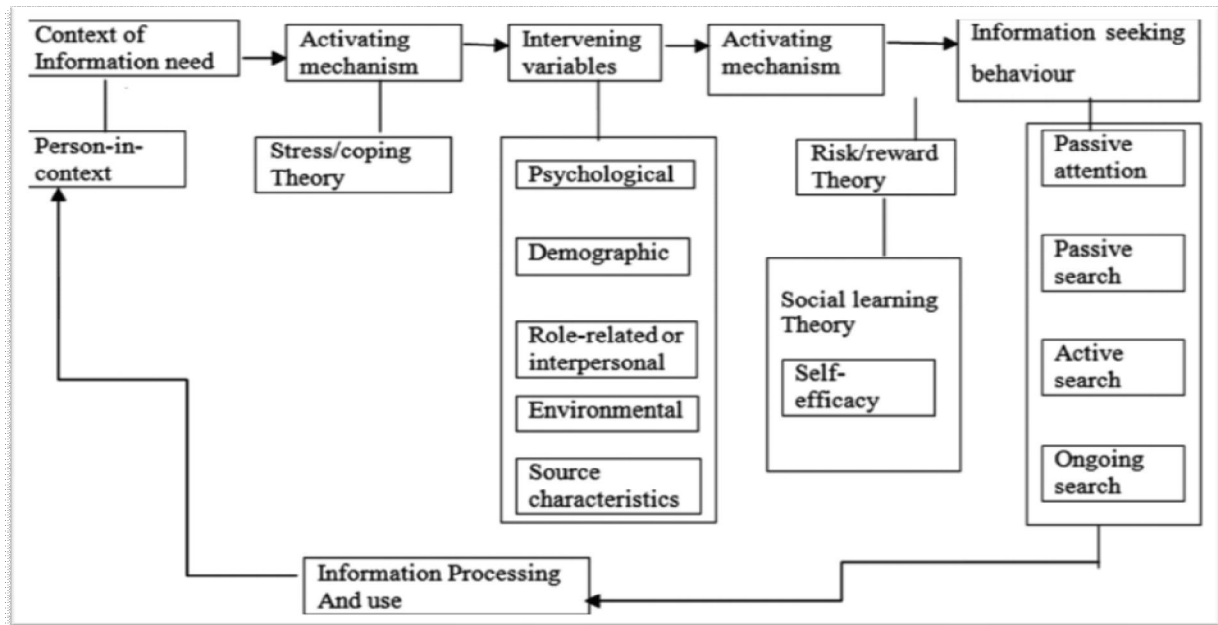 Context of
Information need
Activating
mechanism
Intervening
variables
Activating
mechanism
Information seeking
behaviour
Person-in-
context
Stress/coping
Theory
Psychological
Demographic
Role-related or
interpersonal
Environmental
Source
characteristics
Risk/reward
Theory
Social learning
Theory
Self-
efficacy
Passive
attention
Passive
search
Active
search
Ongoing
search
Information Processing
And use